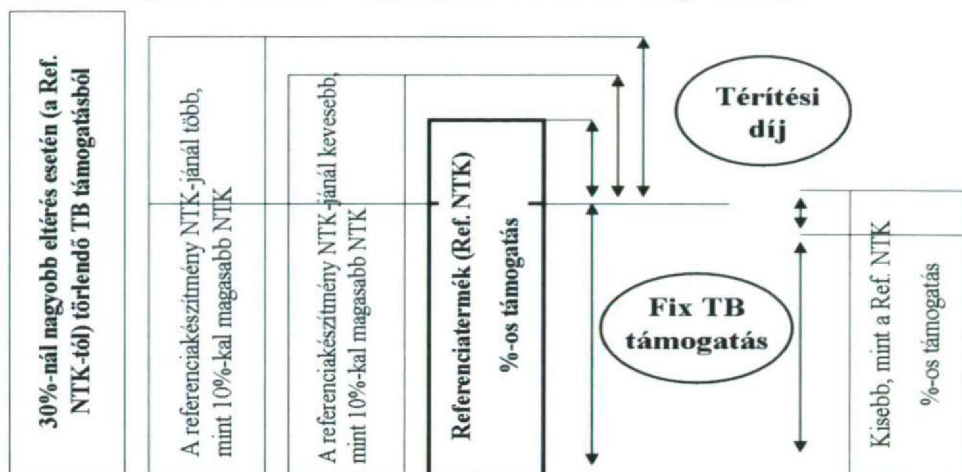 30%-nál nagyobb eltérés esetén (a Ref.
NTK-tól) törlendő TB támogatásból
A referenciakészítmény NTK-jánál több,
mint 10%-kal magasabb NTK
A referenciakészítmény NTK-jánál kevesebb,
mint 10%-kal magasabb NTK
Referenciatermék (Ref. NTK)
%-os támogatás
Térítési
díj
Fix TB
támogatás
Kisebb, mint a Ref. NTK
%-os támogatás